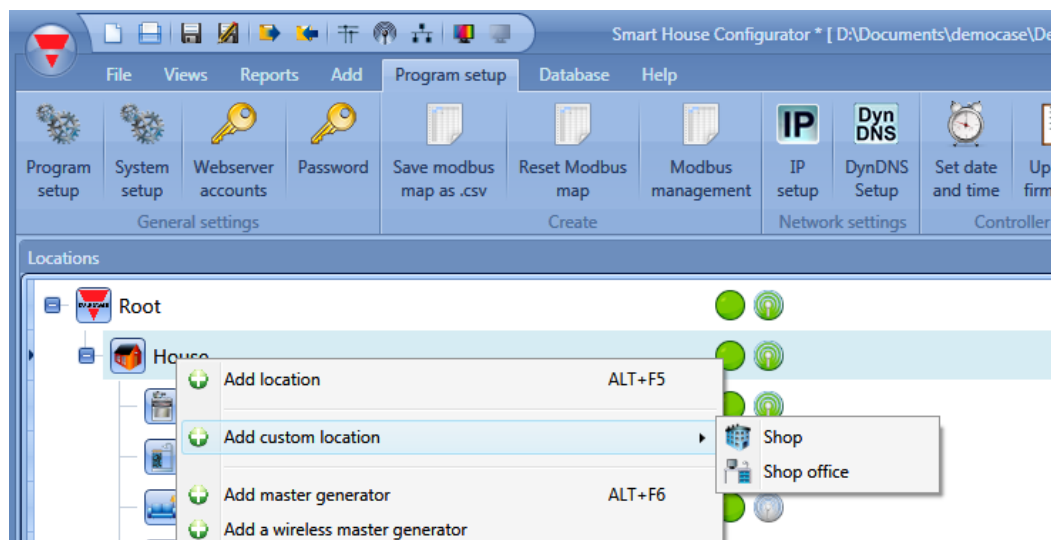 Smart House Configurator * [ D:\Documents\democase\De
File Views Reports Add Program setup Database Help
Program setup
System setup
Webserver accounts
Password
Save modbus map as .csv
Reset Modbus map
Modbus management
IP
IP setup
Dyn DNS
DynDNS Setup
Set date and time
General settings
Create
Network settings
Controller
Locations
Root
House
Add location ALT+F5
Add custom location
Shop
Shop office
Add master generator ALT+F6
Add a wireless master generator